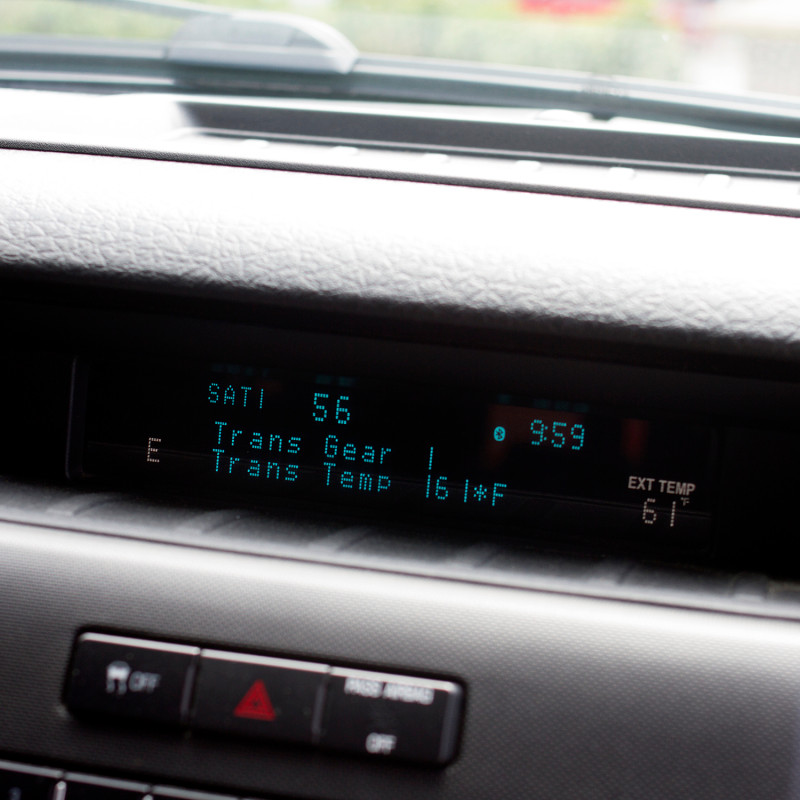 SAT1 56
9:59
E
Trans Gear 1
Trans Temp 161*F
EXT TEMP
61°F
OFF
PASS AIRBAG
OFF